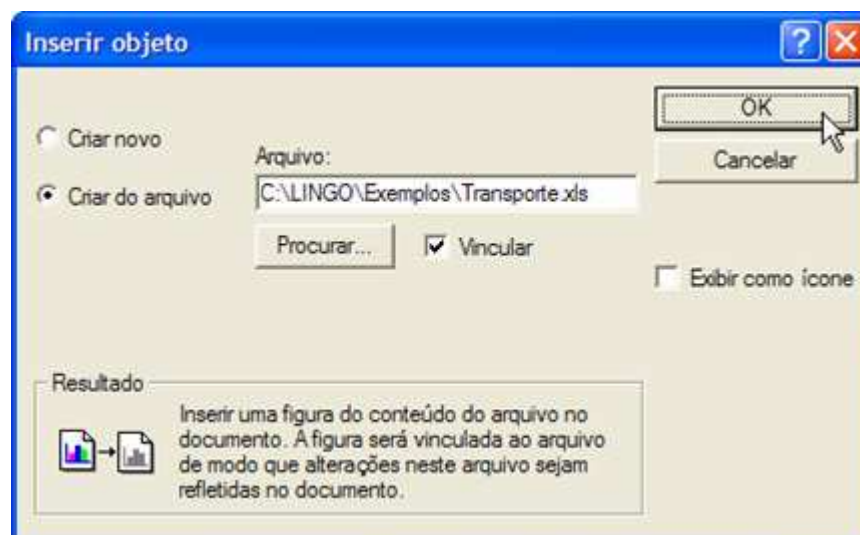 Inserir objeto
OK
Criar novo
Arquivo:
Cancelar
Criar do arquivo
C:\LINGO\Exemplos\Transporte.xls
Procurar...
Vincular
Exibir como ícone
Resultado
Inserir uma figura do conteúdo do arquivo no
documento. A figura será vinculada ao arquivo
de modo que alterações neste arquivo sejam
refletidas no documento.